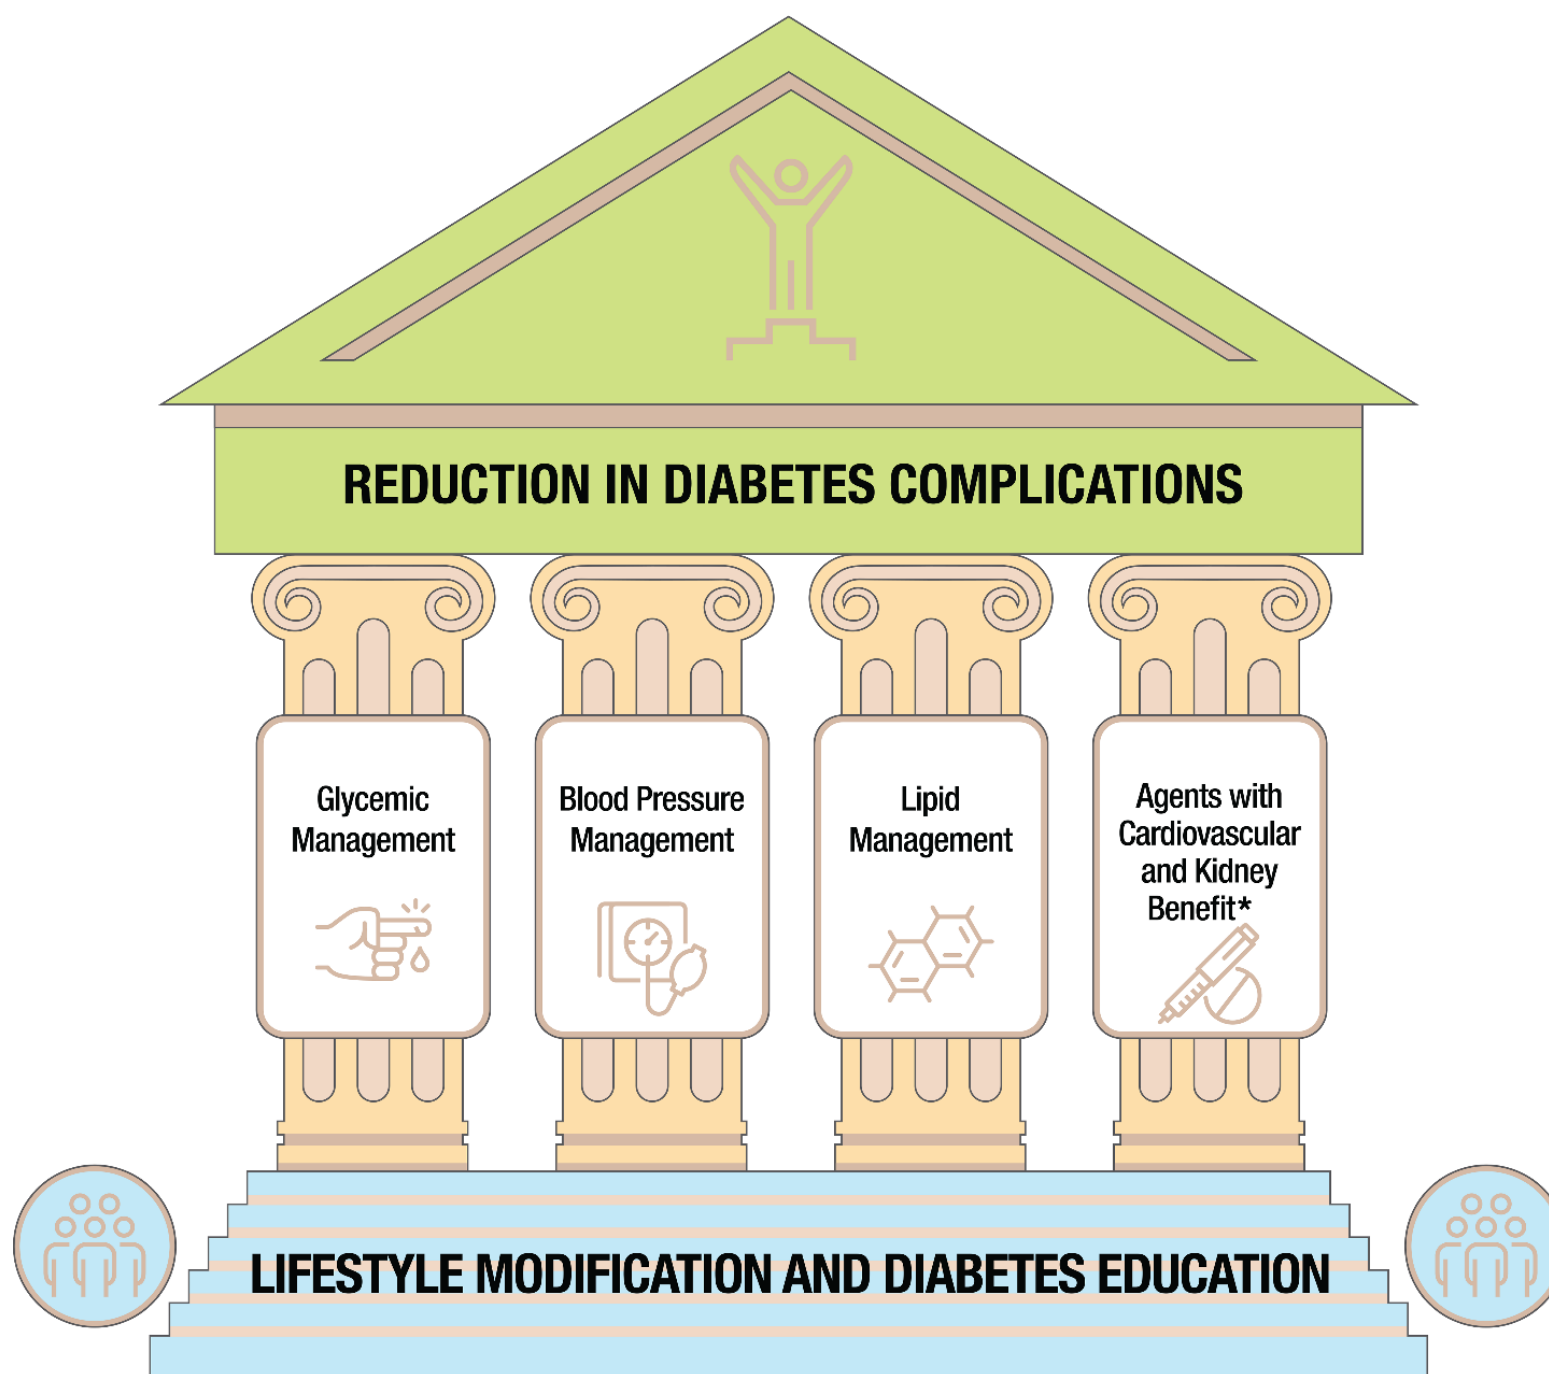 REDUCTION IN DIABETES COMPLICATIONS
Glycemic
Management
Blood Pressure
Management
Lipid
Management
Agents with
Cardiovascular
and Kidney
Benefit*
LIFESTYLE MODIFICATION AND DIABETES EDUCATION